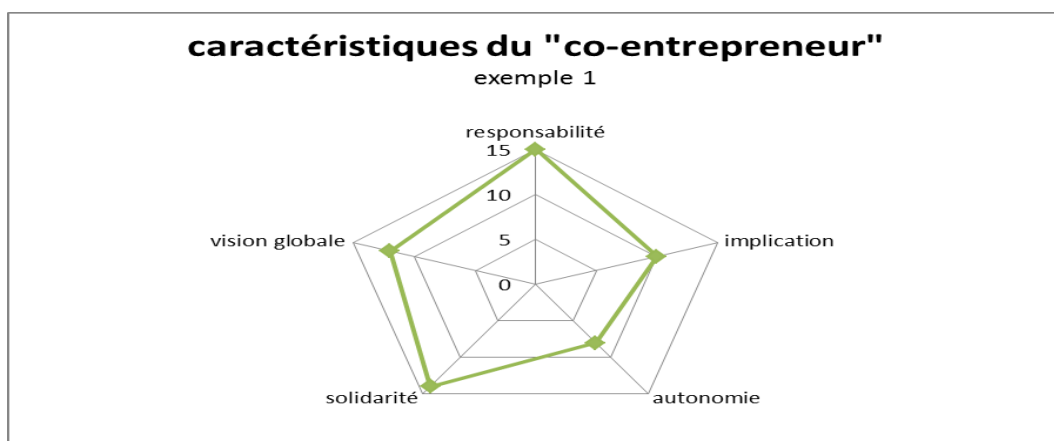 caractéristiques du "co-entrepreneur"
exemple 1
responsabilité
15
10
5
0
vision globale
implication
solidarité
autonomie